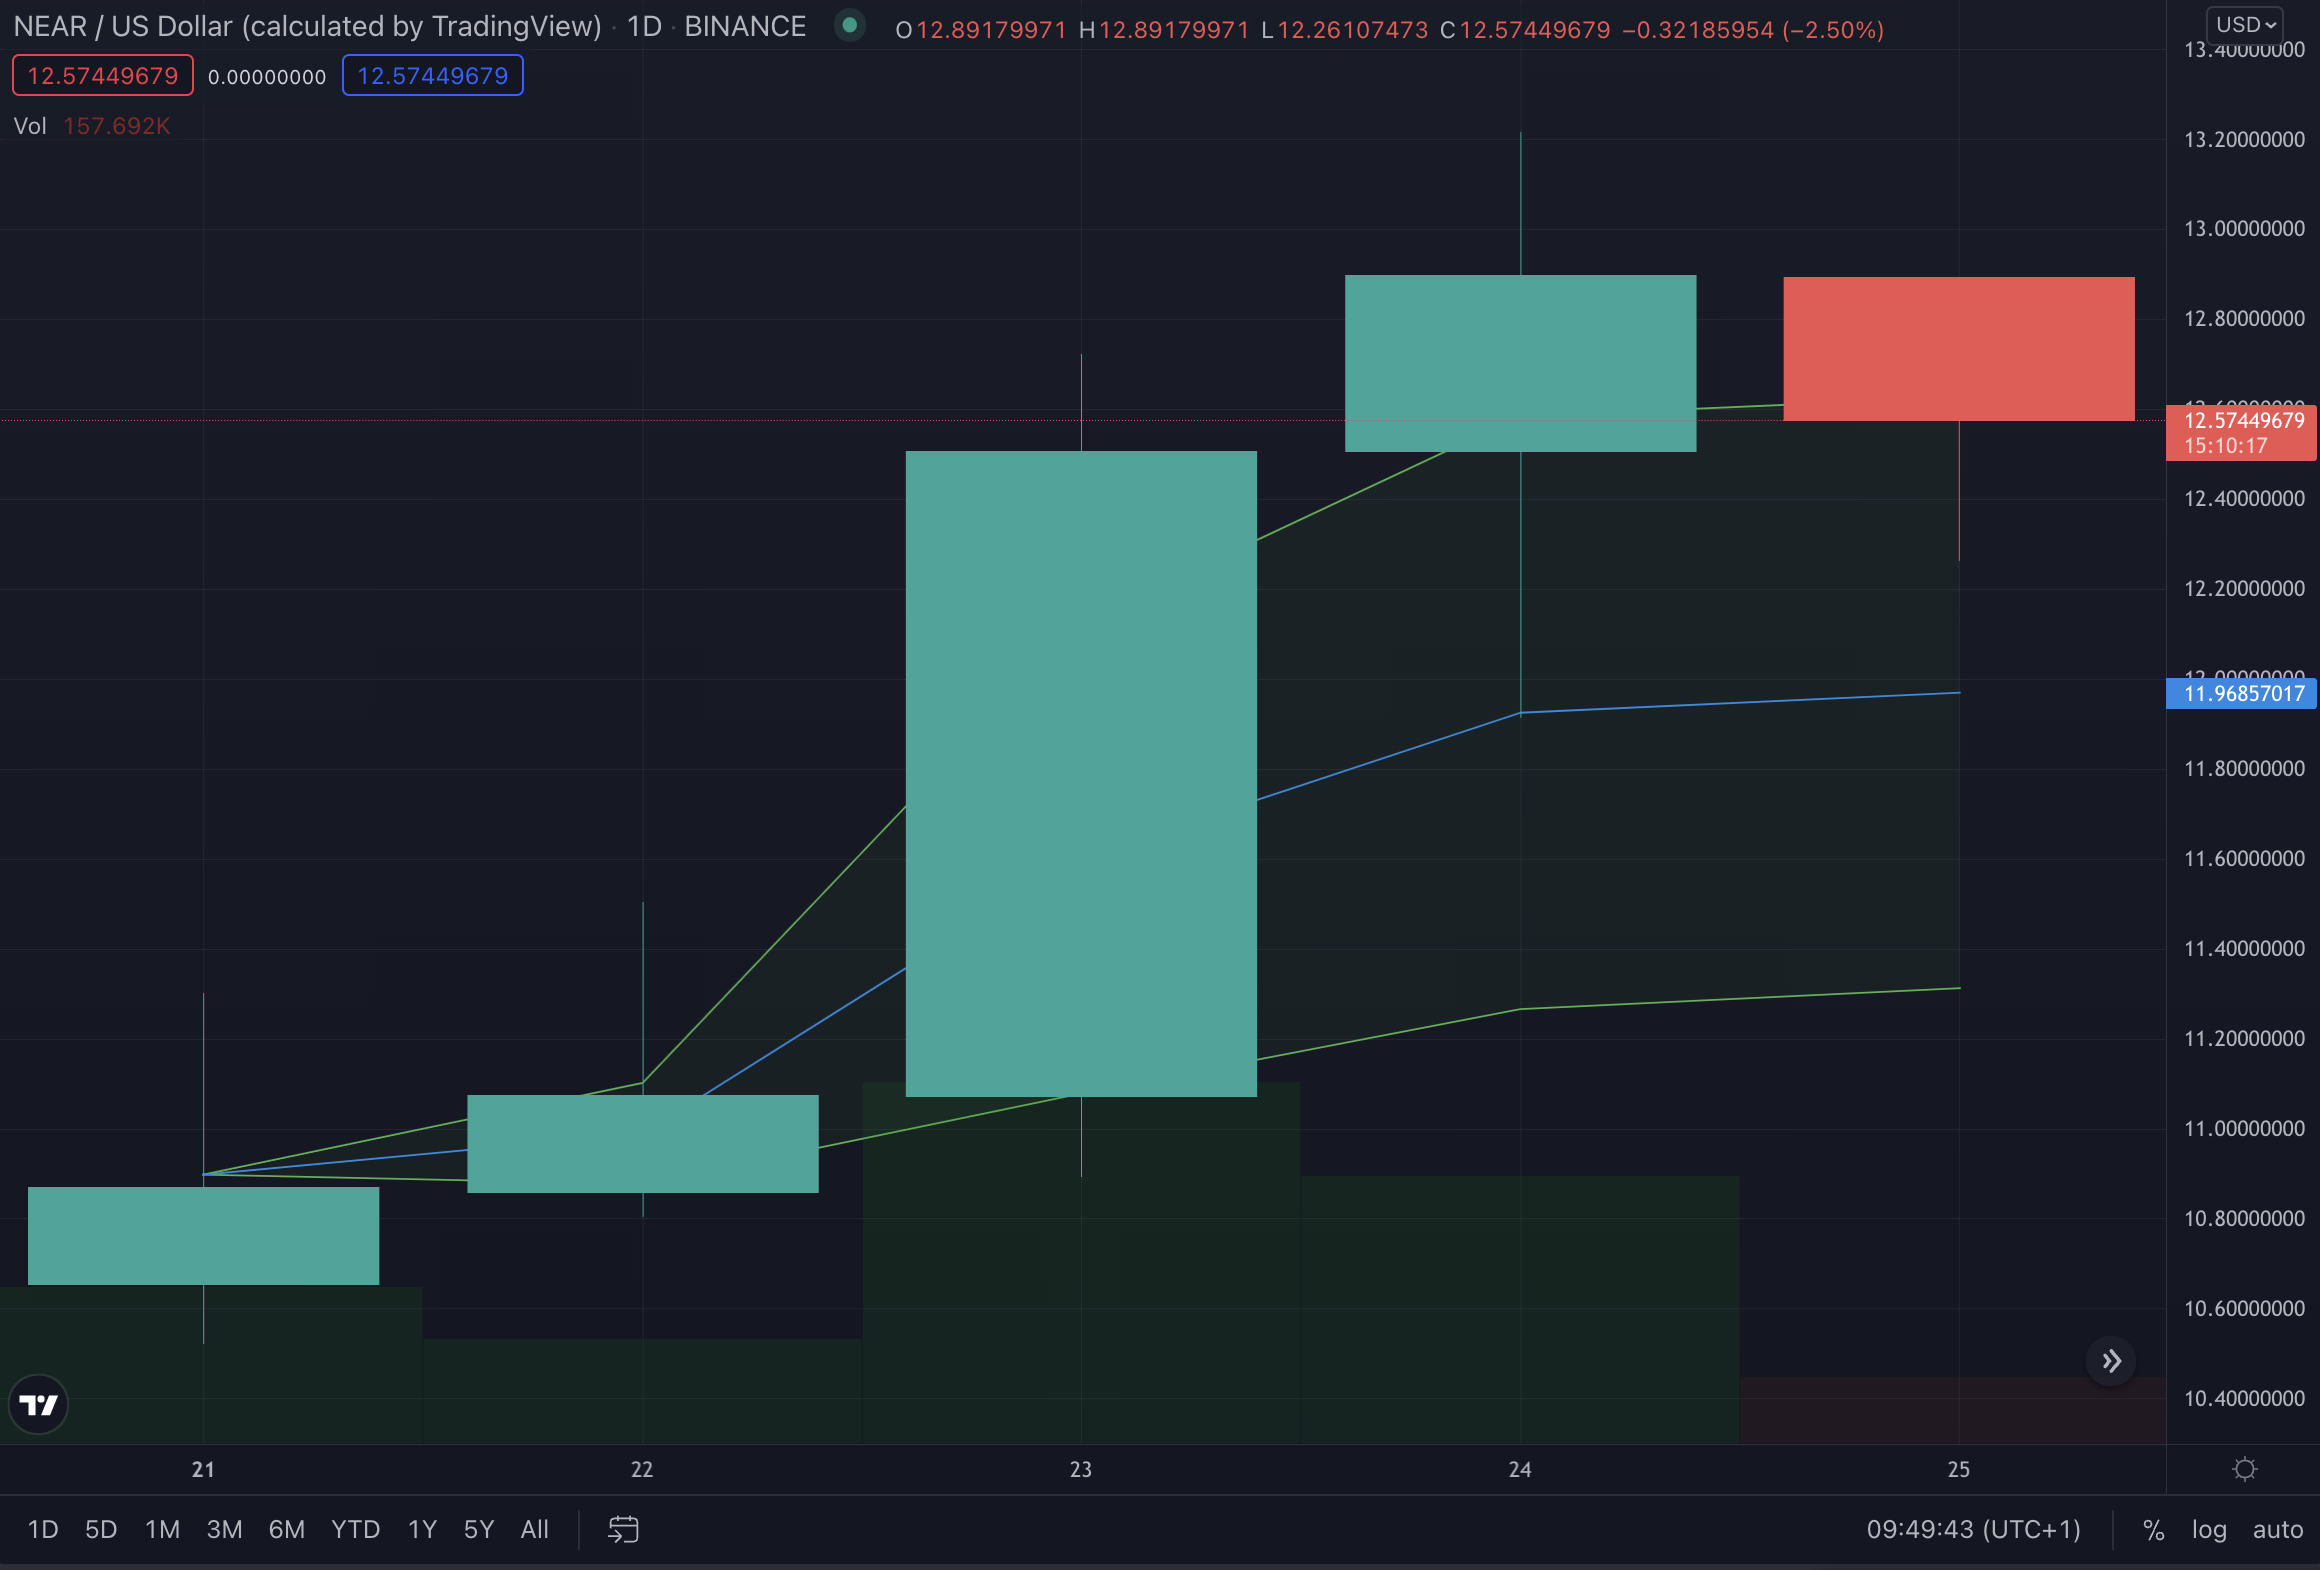 NEAR / US Dollar (calculated by TradingView) · 1D · BINANCE O12.89179971 H12.89179971 L12.26107473 C12.57449679 −0.32185954 (−2.50%)
USD
13.40000000
12.57449679 0.00000000 12.57449679
Vol 157.692K
13.20000000
13.00000000
12.80000000
12.57449679
15:10:17
12.40000000
12.20000000
11.96857017
11.80000000
11.60000000
11.40000000
11.20000000
11.00000000
10.80000000
10.60000000
10.40000000
21 22 23 24 25
1D 5D 1M 3M 6M YTD 1Y 5Y All 09:49:43 (UTC+1) % log auto